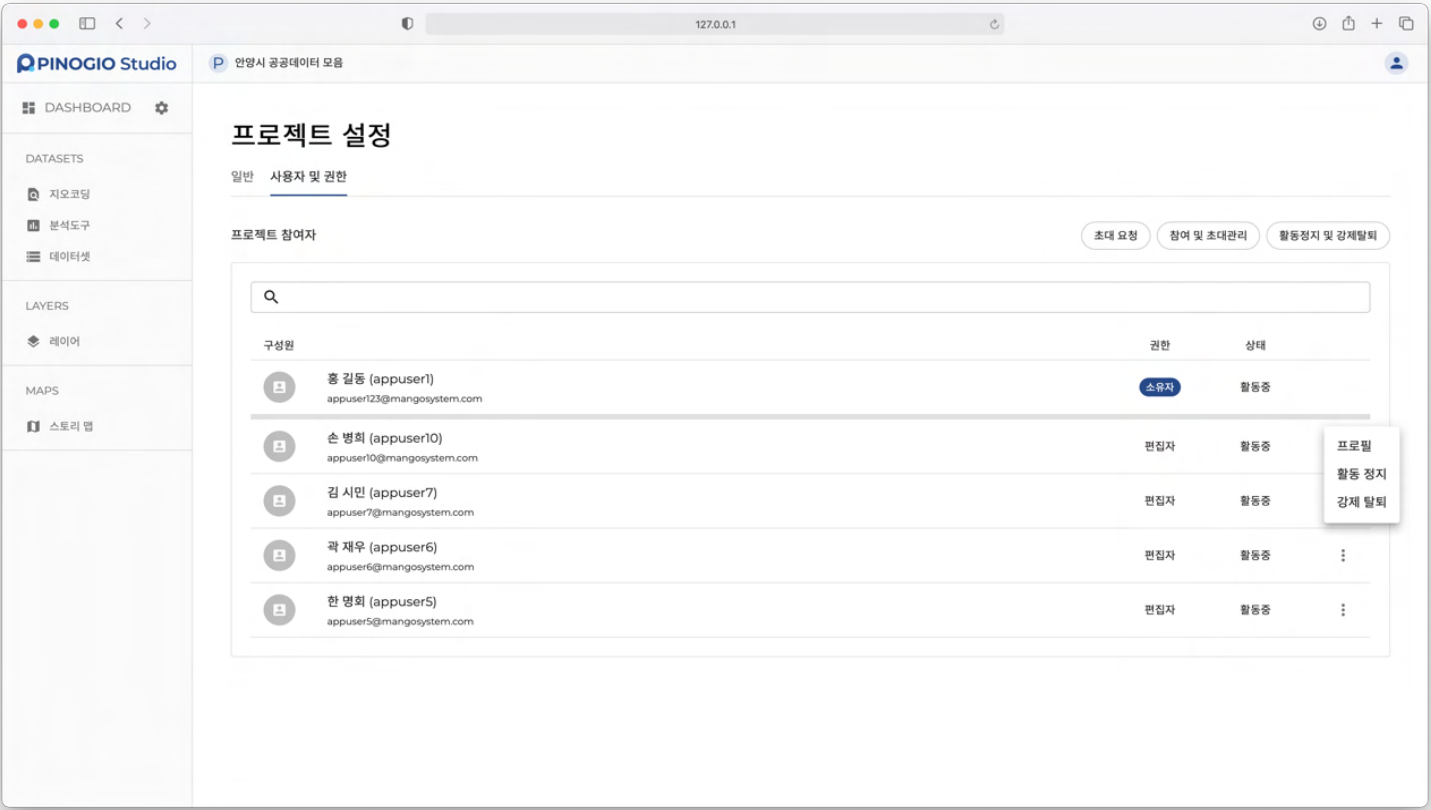 127.0.0.1
PINOGIO Studio
P 안양시 공공데이터 모음
DASHBOARD
DATASETS
지오코딩
분석도구
데이터셋
LAYERS
레이어
MAPS
스토리 맵
프로젝트 설정
일반 사용자 및 권한
프로젝트 참여자 초대 요청 참여 및 초대관리 활동정지 및 강제탈퇴
구성원 권한 상태
홍 길동 (appuser1)
appuser123@mangosystem.com
소유자 활동중
손 병희 (appuser10)
appuser10@mangosystem.com
편집자 활동중
김 시민 (appuser7)
appuser7@mangosystem.com
편집자 활동중
곽 재우 (appuser6)
appuser6@mangosystem.com
편집자 활동중
한 명회 (appuser5)
appuser5@mangosystem.com
편집자 활동중
프로필
활동 정지
강제 탈퇴